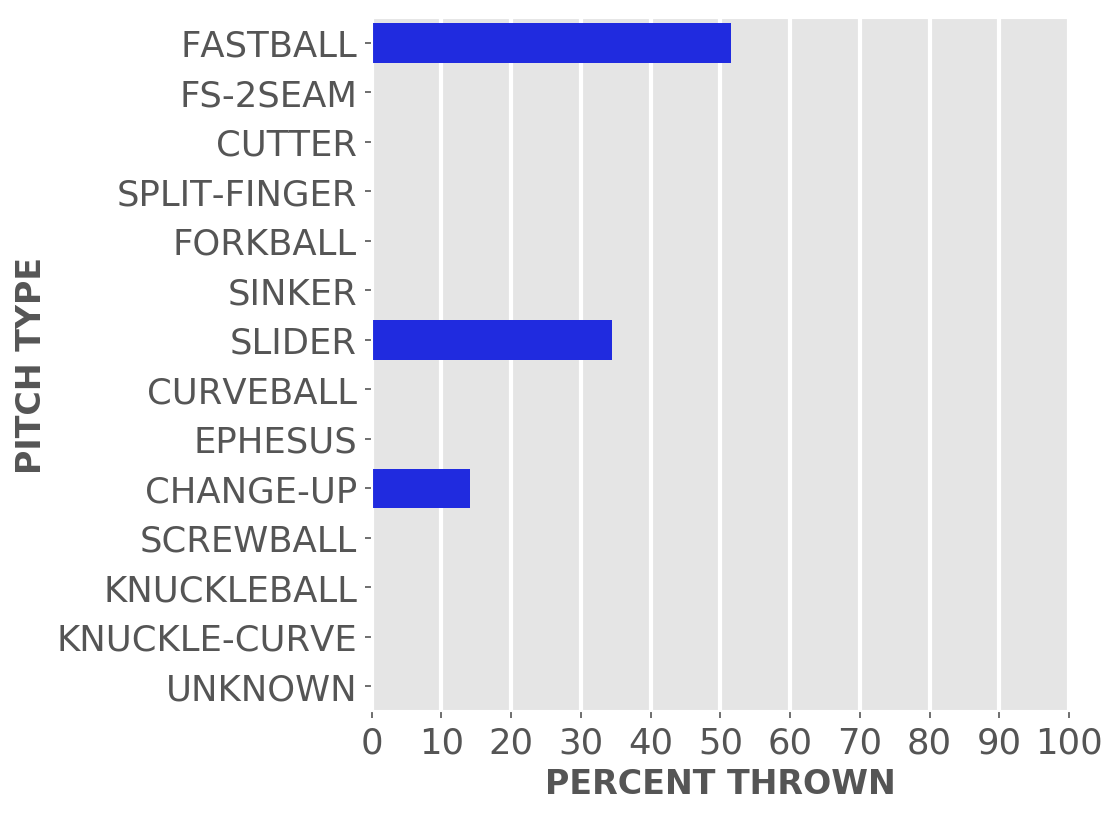 FASTBALL
FS-2SEAM
CUTTER
SPLIT-FINGER
FORKBALL
SINKER
SLIDER
CURVEBALL
EPHESUS
CHANGE-UP
SCREWBALL
KNUCKLEBALL
KNUCKLE-CURVE
UNKNOWN
PITCH TYPE
0 10 20 30 40 50 60 70 80 90 100
PERCENT THROWN